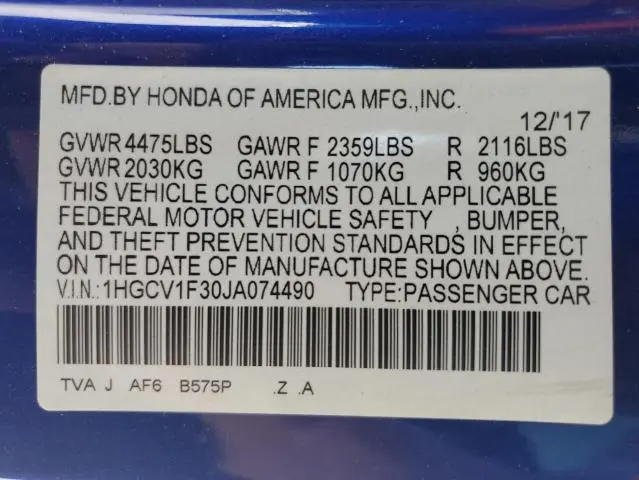 MFD.BY HONDA OF AMERICA MFG.,INC.
12/'17
GVWR 4475LBS GAWR F 2359LBS R 2116LBS
GVWR 2030KG GAWR F 1070KG R 960KG
THIS VEHICLE CONFORMS TO ALL APPLICABLE
FEDERAL MOTOR VEHICLE SAFETY , BUMPER,
AND THEFT PREVENTION STANDARDS IN EFFECT
ON THE DATE OF MANUFACTURE SHOWN ABOVE.
V.I.N.:1HGCV1F30JA074490 TYPE:PASSENGER CAR
TVA J AF6 B575P .Z .A